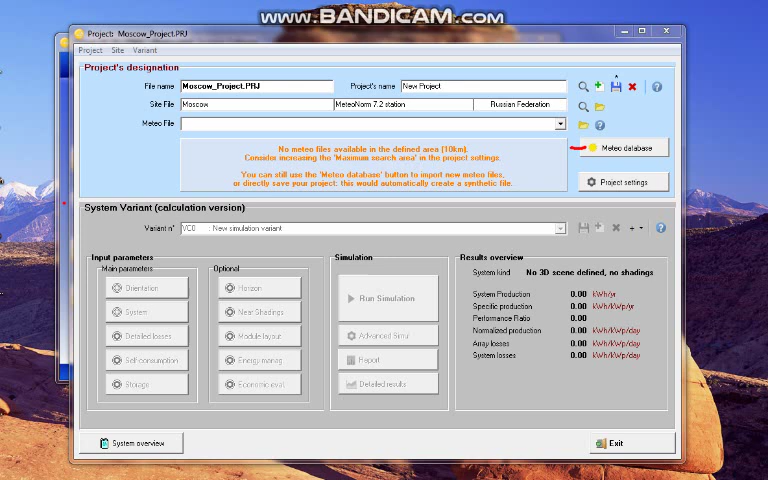 www.BANDICAM.com
Project: Moscow_Project.PRJ
Project Site Variant
Project's designation
File name Moscow_Project.PRJ Project's name New Project
Site File Moscow MeteoNorm 7.2 station Russian Federation
Meteo File
No meteo files available in the defined area (10km).
Consider increasing the 'Maximum search area' in the project settings.
You can still use the 'Meteo database' button to import new meteo files,
or directly save your project: this would automatically create a synthetic file.
Meteo database
Project settings
System Variant (calculation version)
Variant n° VC0 : New simulation variant
Input parameters
Main parameters
Orientation
System
Detailed losses
Self-consumption
Storage
Optional
Horizon
Near Shadings
Module layout
Energy manag.
Economic eval.
Simulation
Run Simulation
Advanced Simul.
Report
Detailed results
Results overview
System kind No 3D scene defined, no shadings
System Production 0.00 kWh/yr
Specific production 0.00 kWh/kWp/yr
Performance Ratio 0.00
Normalized production 0.00 kWh/kWp/day
Array losses 0.00 kWh/kWp/day
System losses 0.00 kWh/kWp/day
System overview
Exit